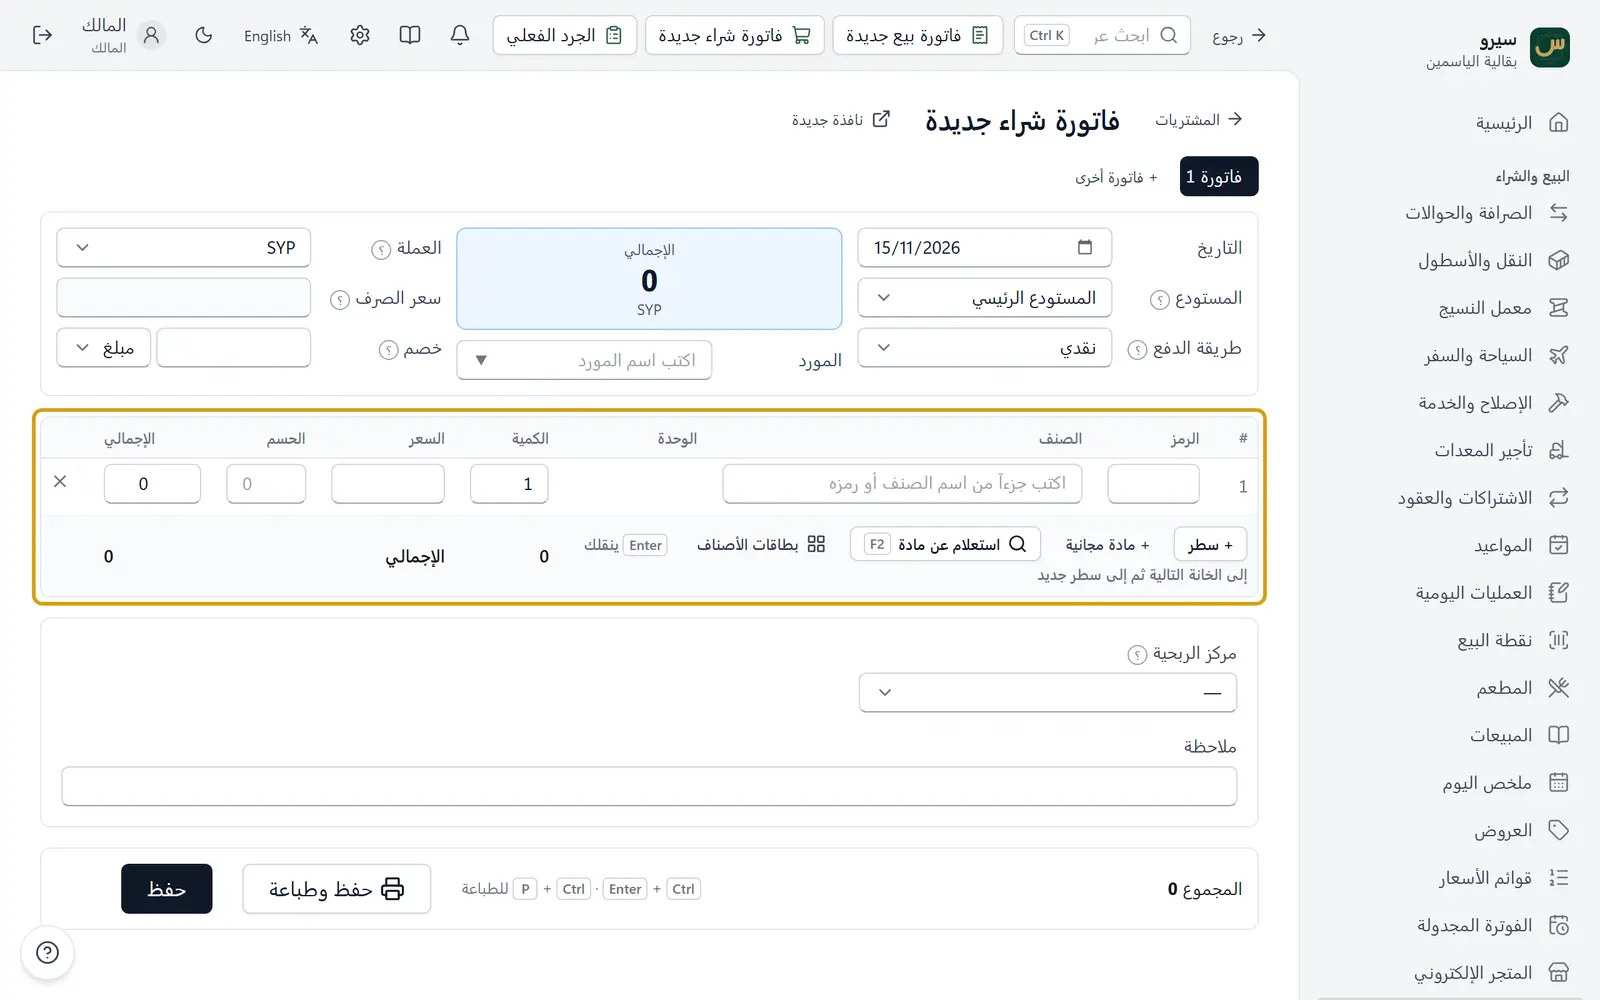 سيرو
بقالية الياسمين
رجوع
ابحث عن Ctrl K
فاتورة بيع جديدة
فاتورة شراء جديدة
الجرد الفعلي
English
المالك
المالك
الرئيسية
البيع والشراء
الصرافة والحوالات
النقل والأسطول
معمل النسيج
السياحة والسفر
الإصلاح والخدمة
تأجير المعدات
الاشتراكات والعقود
المواعيد
العمليات اليومية
نقطة البيع
المطعم
المبيعات
ملخص اليوم
العروض
قوائم الأسعار
الفوترة المجدولة
المتجر الإلكتروني
المشتريات
فاتورة شراء جديدة
نافذة جديدة
فاتورة 1
+ فاتورة أخرى
التاريخ 15/11/2026
المستودع ؟ المستودع الرئيسي
طريقة الدفع ؟ نقدي
الإجمالي
0
SYP
المورد اكتب اسم المورد
العملة ؟ SYP
سعر الصرف ؟
خصم ؟ مبلغ
# الرمز الصنف الوحدة الكمية السعر الحسم الإجمالي
1 اكتب جزءاً من اسم الصنف أو رمزه 1 0 0
+ سطر + مادة مجانية استعلام عن مادة F2 بطاقات الأصناف Enter ينقلك
إلى الخانة التالية ثم إلى سطر جديد
0 الإجمالي 0
مركز الربحية ؟
—
ملاحظة
المجموع 0
Ctrl + Enter · Ctrl + P للطباعة
حفظ وطباعة
حفظ